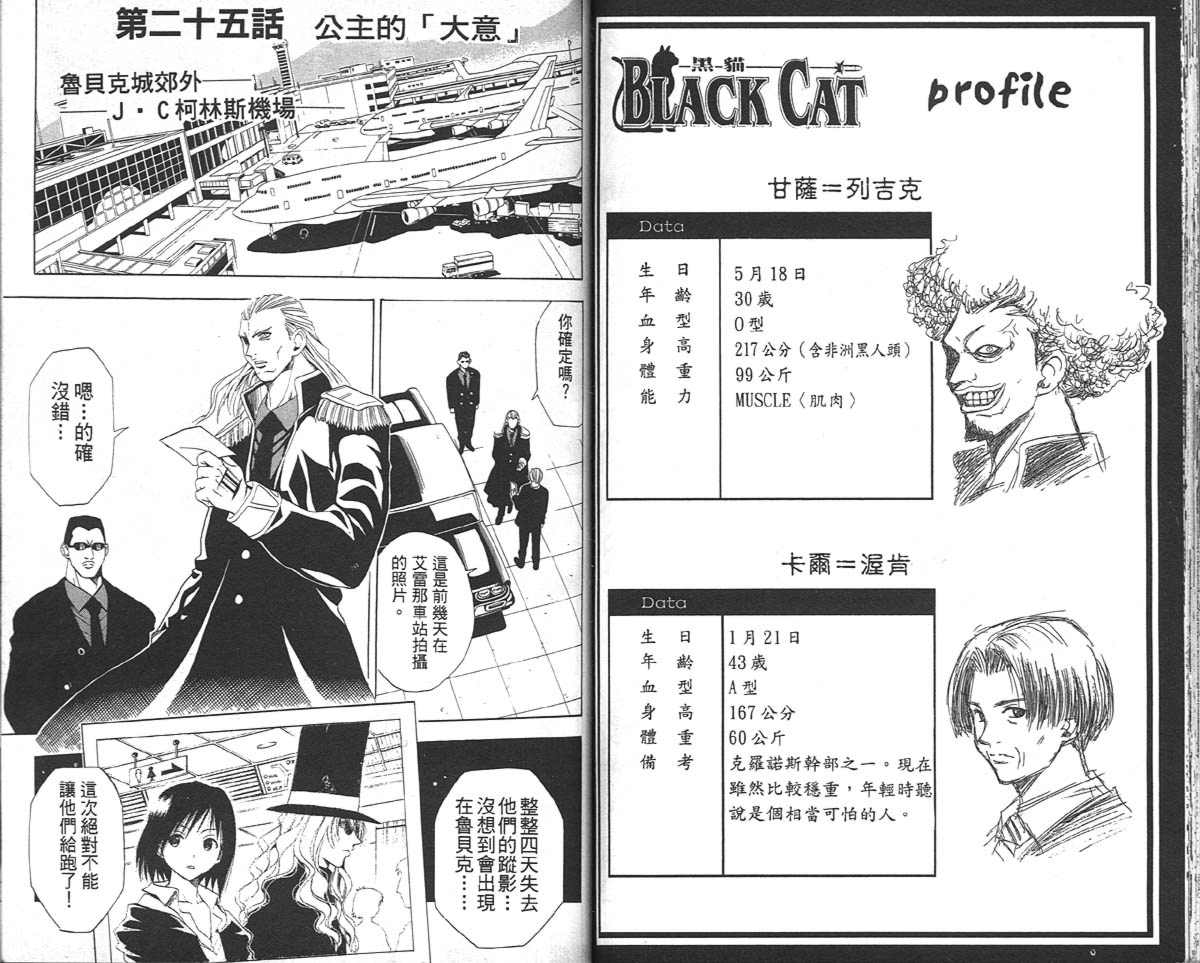 BLACK CAT
黑-貓
profile
甘薩＝列吉克
Data
生日 5月18日
年齡 30歲
血型 O型
身高 217公分（含非洲黑人頭）
體重 99公斤
能力 MUSCLE〈肌肉〉
卡爾＝渥肯
Data
生日 1月21日
年齡 43歲
血型 A型
身高 167公分
體重 60公斤
備考 克羅諾斯幹部之一。現在
雖然比較穩重，年輕時聽
說是個相當可怕的人。
第二十五話 公主的「大意」
魯貝克城郊外──
──J・C柯林斯機場
你確定嗎？
這是前幾天在
艾雷那車站拍攝
的照片。
嗯…的確
沒錯…
整整四天失去
他們的蹤影…
沒想到會出現
在魯貝克……
這次絕對不能
讓他們給跑了！